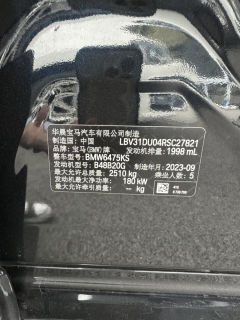 华晨宝马汽车有限公司制造
制造国：中国 LBV31DU04RSC27821
品牌：宝马(BMW)牌 发动机排量：1998 mL
整车型号：BMW6475KS
发动机型号：B48B20G 制造年月：2023-09
最大允许总质量：2510 kg
发动机最大净功率：180 kW 乘坐人数：5
最大允许牵引质量：-- kg